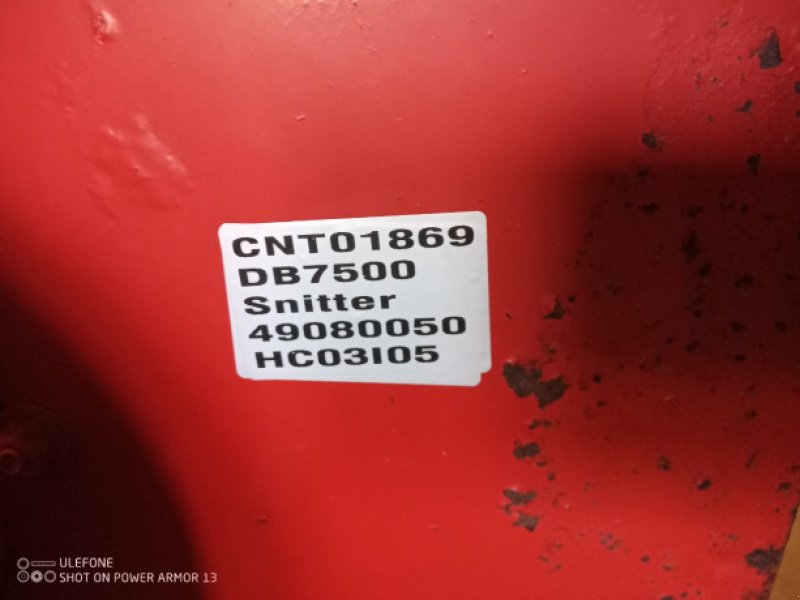 CNT01869
DB7500
Snitter
49080050
HC03I05
ULEFONE
SHOT ON POWER ARMOR 13